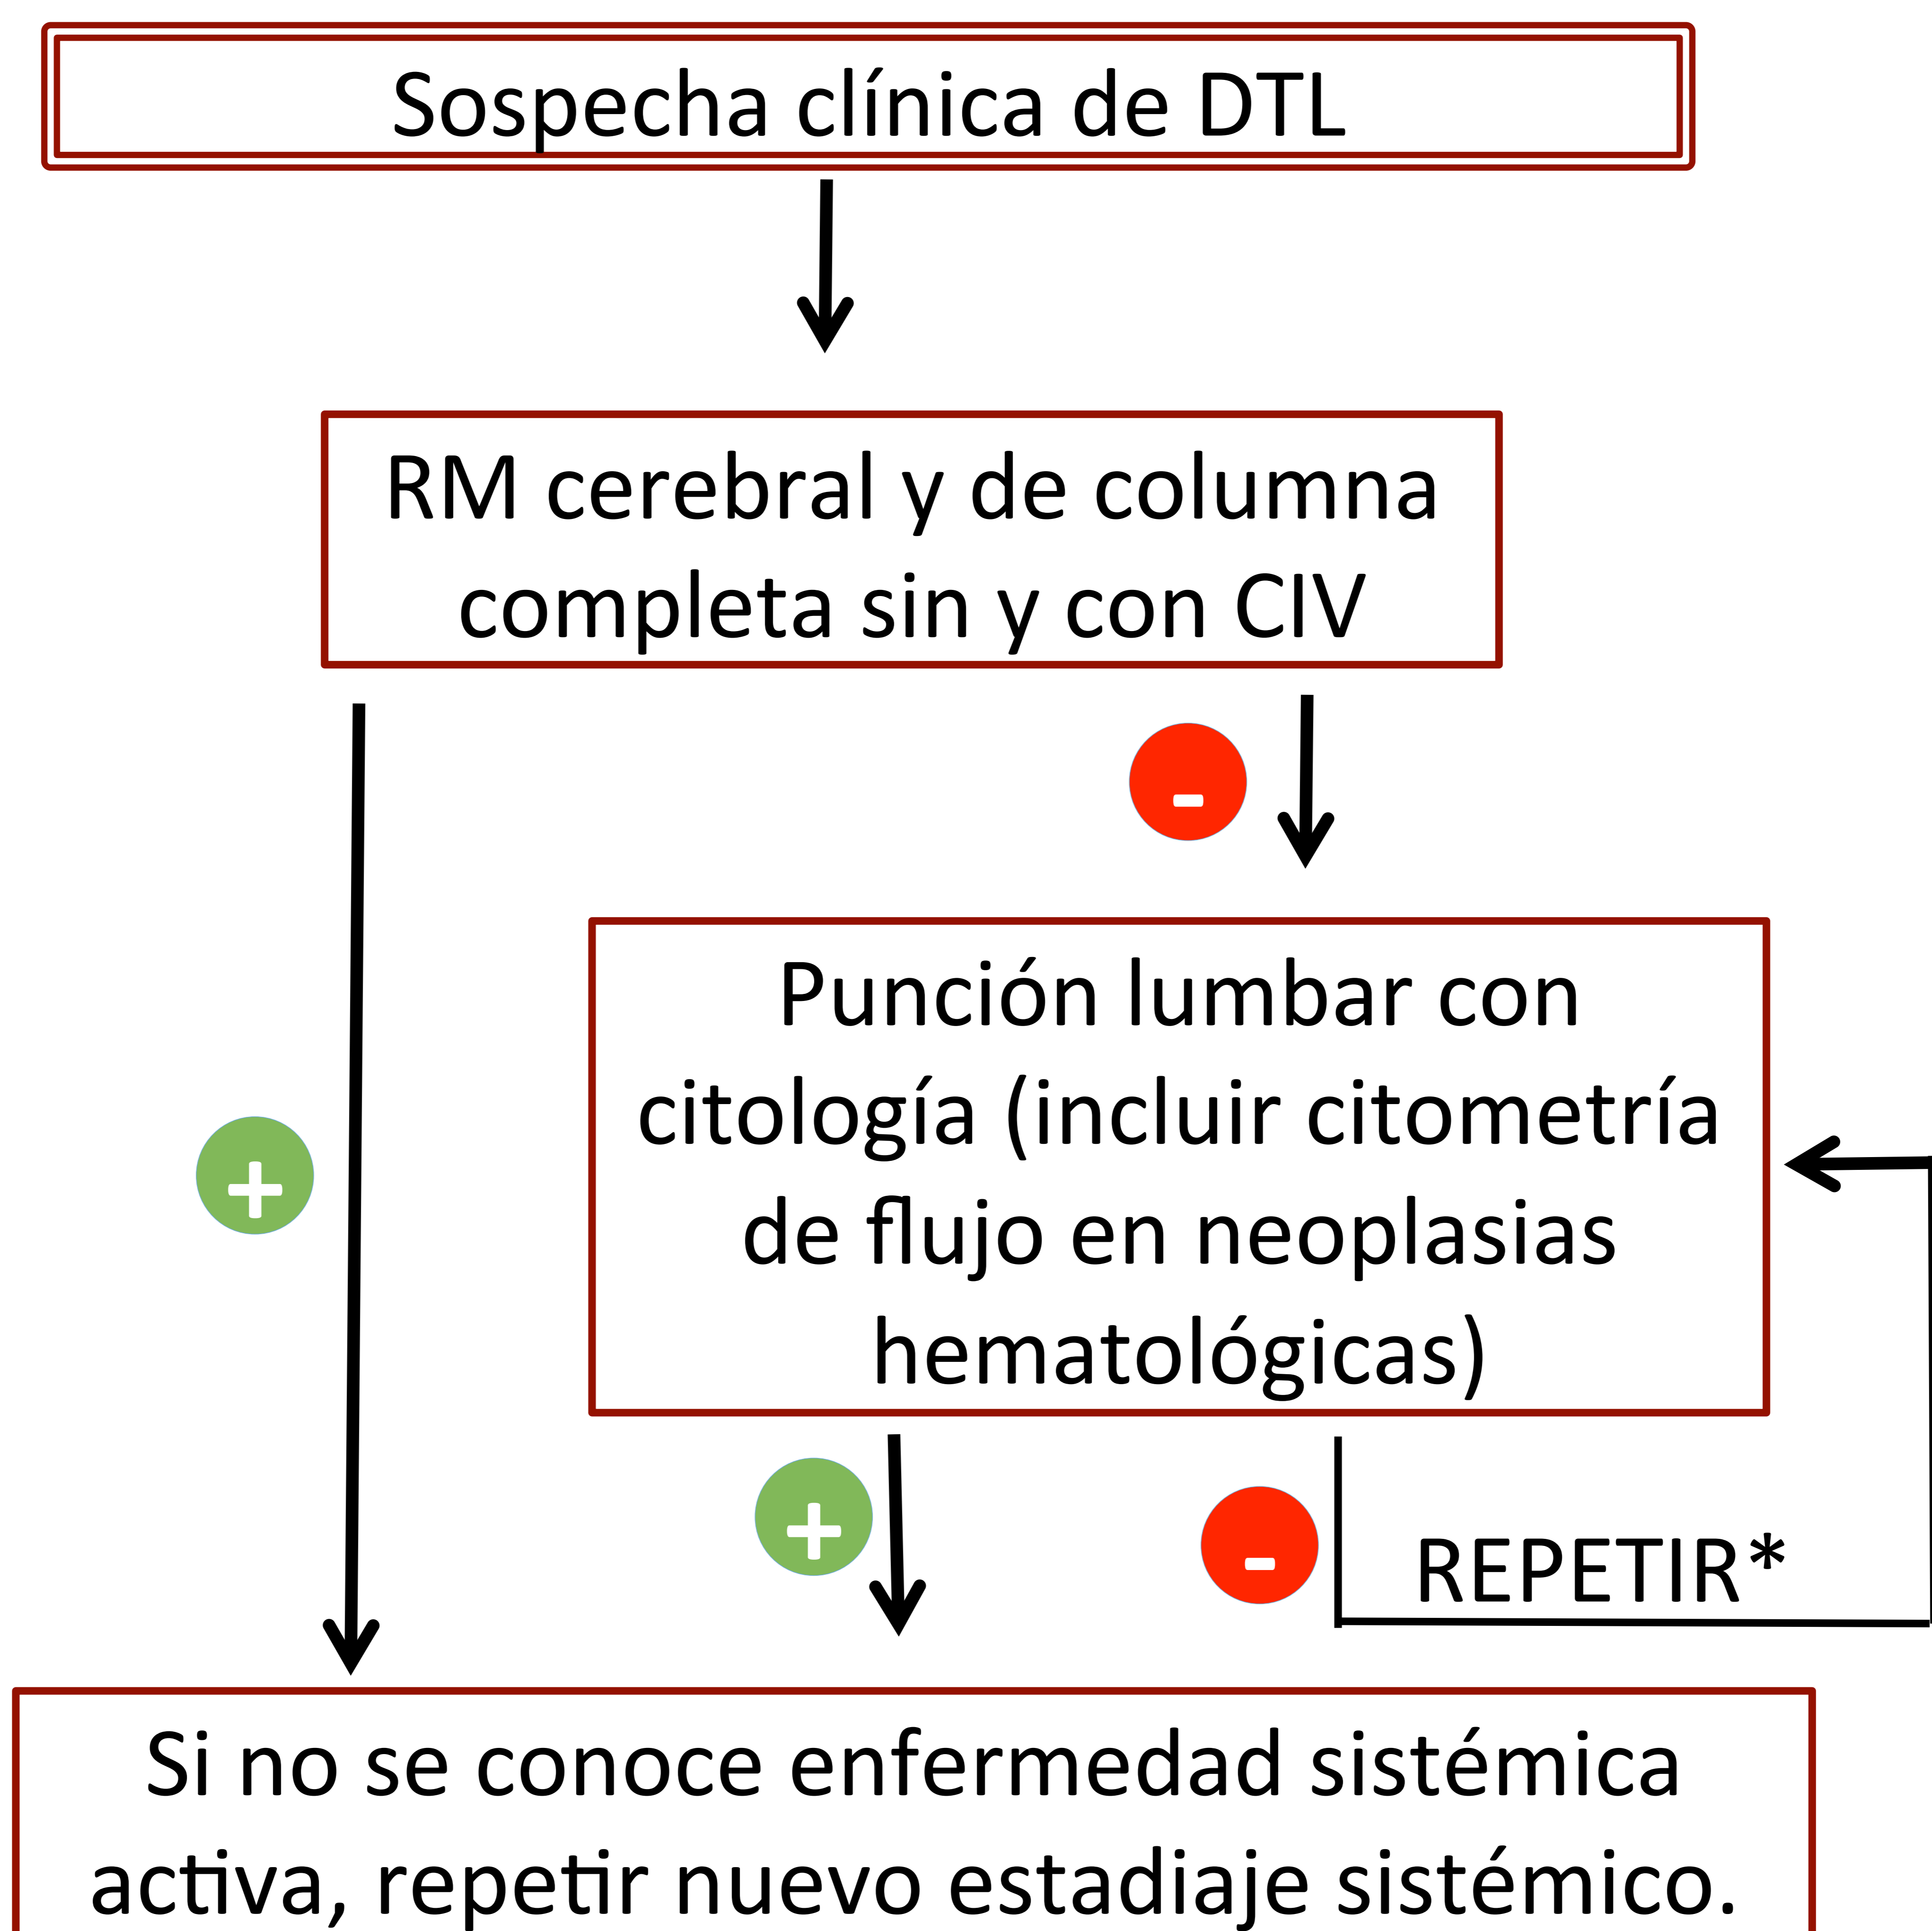 Sospecha clínica de DTL
RM cerebral y de columna
completa sin y con CIV
-
Punción lumbar con
citología (incluir citometría
de flujo en neoplasias
hematológicas)
+
+
-
REPETIR*
Si no se conoce enfermedad sistémica
activa, repetir nuevo estadiaje sistémico.